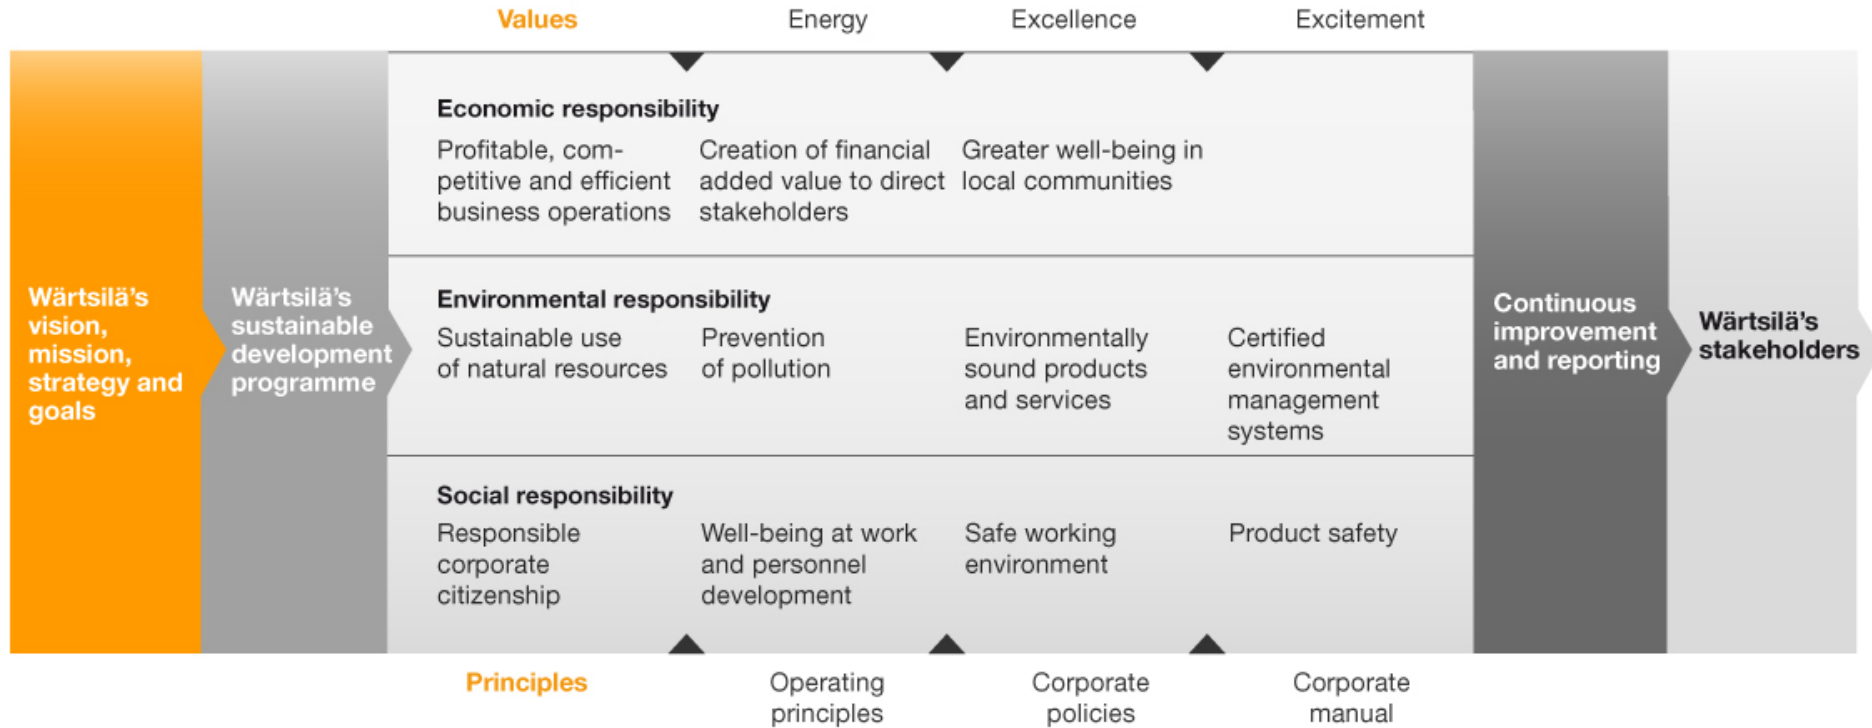 Values
Energy
Excellence
Excitement
Wärtsilä's
vision,
mission,
strategy and
goals
Wärtsilä's
sustainable
development
programme
Economic responsibility
Profitable, com-
petitive and efficient
business operations
Creation of financial
added value to direct
stakeholders
Greater well-being in
local communities
Environmental responsibility
Sustainable use
of natural resources
Prevention
of pollution
Environmentally
sound products
and services
Certified
environmental
management
systems
Social responsibility
Responsible
corporate
citizenship
Well-being at work
and personnel
development
Safe working
environment
Product safety
Continuous
improvement
and reporting
Wärtsilä's
stakeholders
Principles
Operating
principles
Corporate
policies
Corporate
manual